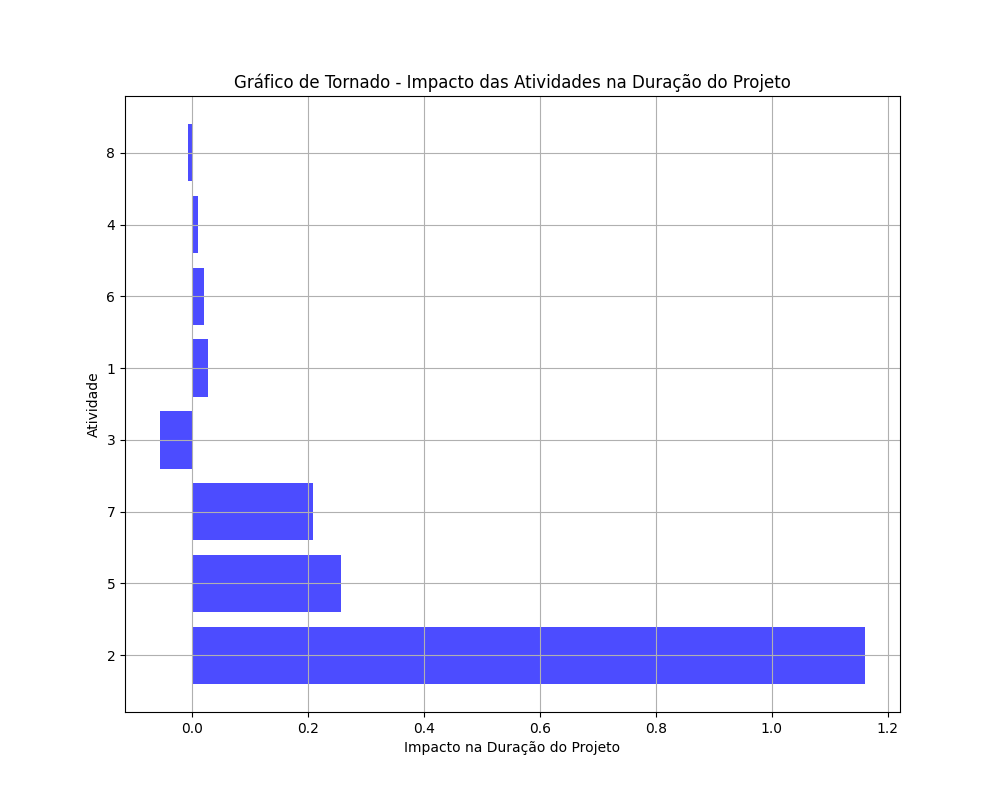 Gráfico de Tornado - Impacto das Atividades na Duração do Projeto
8
4
6
1
3
7
5
2
Atividade
0.0 0.2 0.4 0.6 0.8 1.0 1.2
Impacto na Duração do Projeto